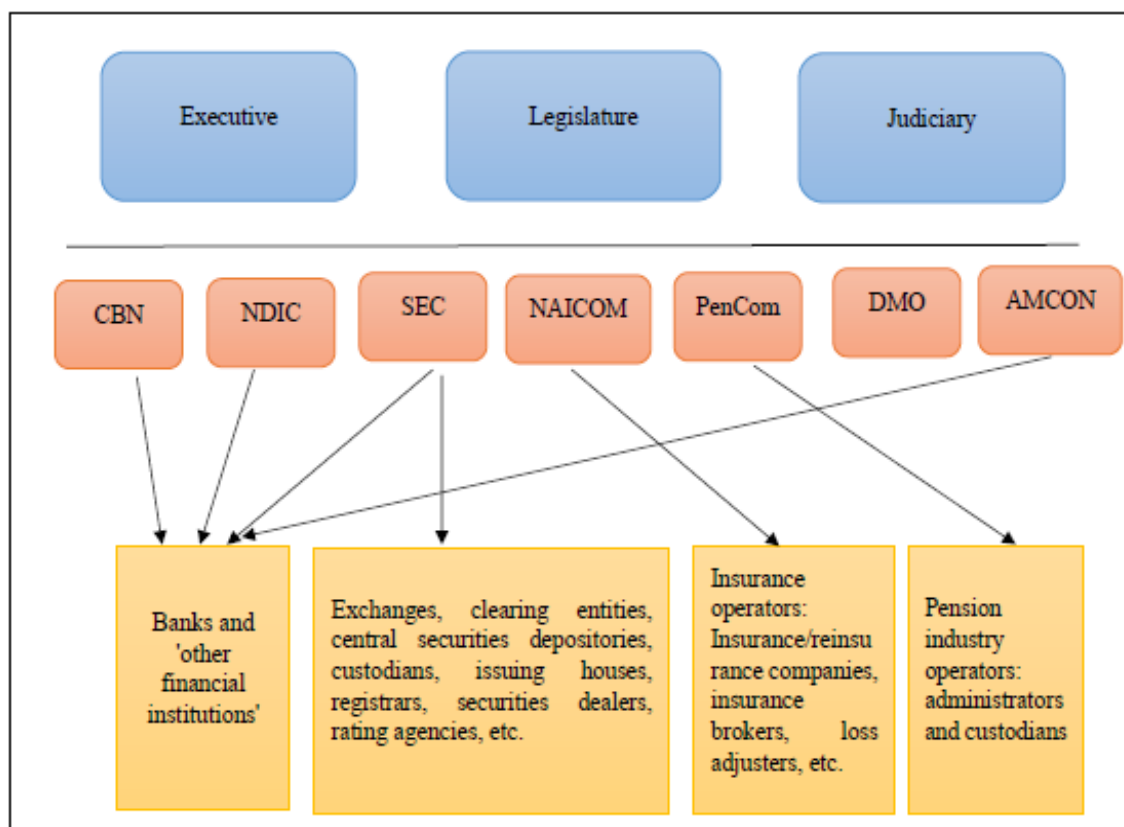 Executive
Legislature
Judiciary
CBN
NDIC
SEC
NAICOM
PenCom
DMO
AMCON
Banks and
'other
financial
institutions'
Exchanges, clearing entities,
central securities depositories,
custodians, issuing houses,
registrars, securities dealers,
rating agencies, etc.
Insurance
operators:
Insurance/reinsu
rance companies,
insurance
brokers, loss
adjusters, etc.
Pension
industry
operators:
administrators
and custodians